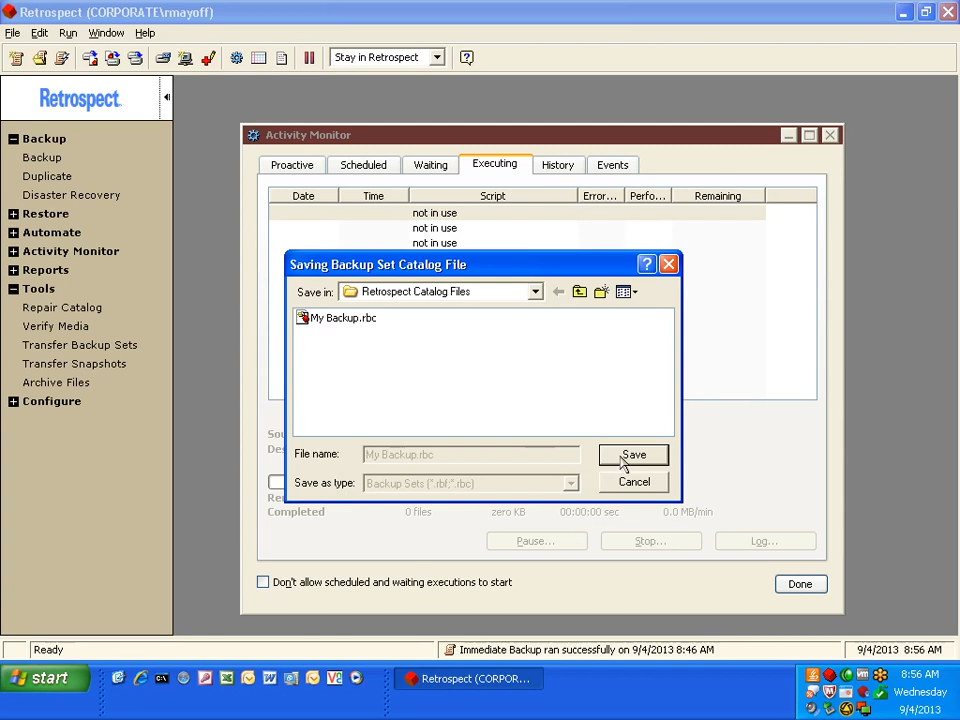 Retrospect (CORPORATE\rmayoff)
File Edit Run Window Help
Stay in Retrospect
Retrospect.
Backup
Backup
Duplicate
Disaster Recovery
Restore
Automate
Activity Monitor
Reports
Tools
Repair Catalog
Verify Media
Transfer Backup Sets
Transfer Snapshots
Archive Files
Configure
Activity Monitor
Proactive Scheduled Waiting Executing History Events
Date Time Script Error... Perfo... Remaining
not in use
not in use
not in use
Saving Backup Set Catalog File
Save in: Retrospect Catalog Files
My Backup.rbc
File name: My Backup.rbc Save
Save as type: Backup Sets (*.rbf;*.rbc) Cancel
Completed 0 files zero KB 00:00:00 sec 0.0 MB/min
Pause... Stop... Log...
Don't allow scheduled and waiting executions to start
Done
Ready Immediate Backup ran successfully on 9/4/2013 8:46 AM 9/4/2013 8:56 AM
start Retrospect (CORPOR... 8:56 AM
Wednesday
9/4/2013